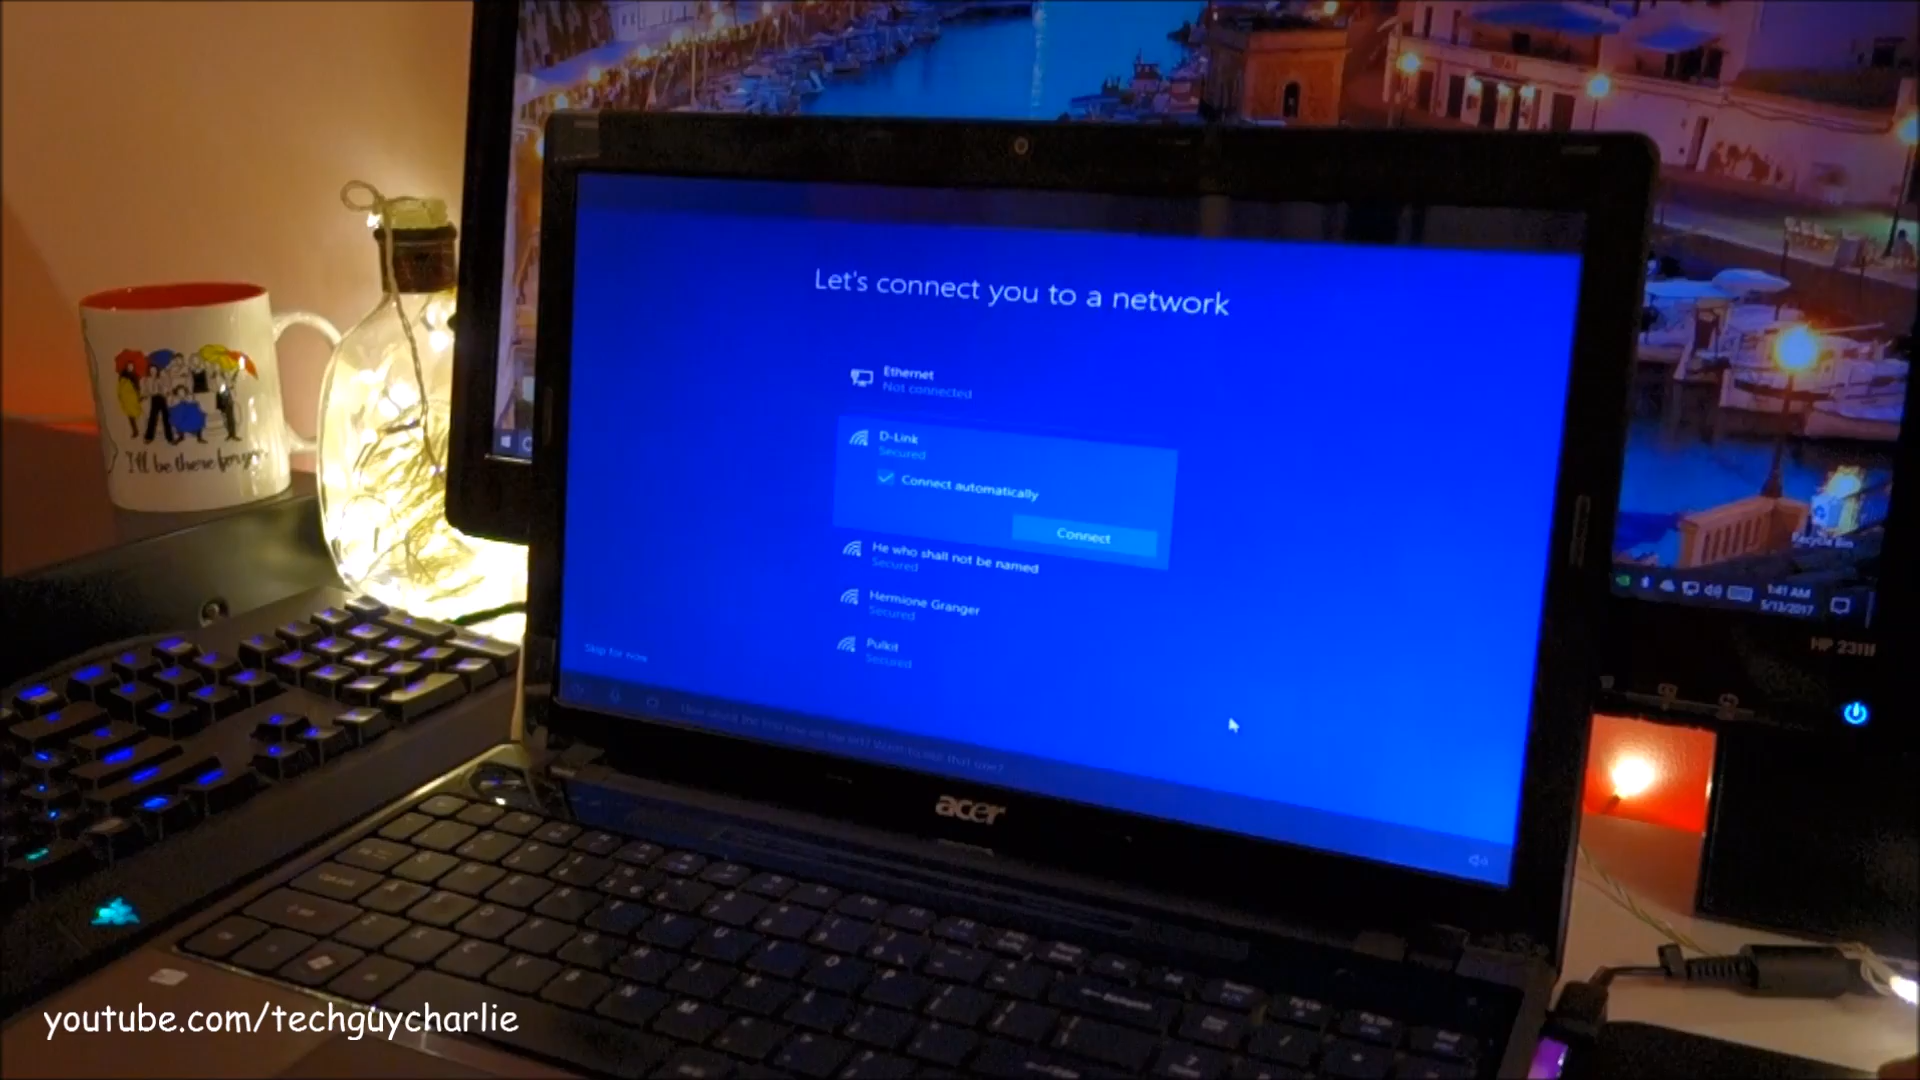 Let's connect you to a network
Ethernet
Not connected
D-Link
Secured
Connect automatically
Connect
He who shall not be named
Secured
Hermione Granger
Secured
Pulkit
Secured
Skip for now
acer
I'll be there for you
Recycle Bin
1:41 AM
5/13/2017
youtube.com/techguycharlie